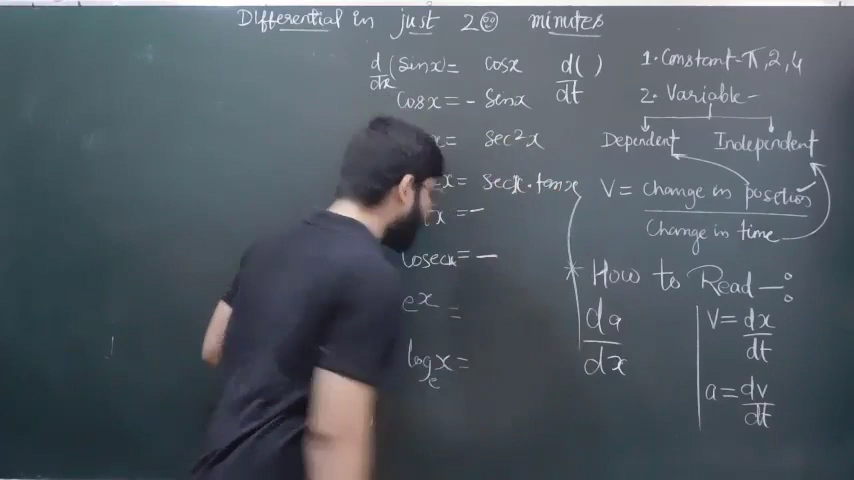 Differential in just 20 minutes
d/dx (sinx) = cosx
cosx = - sinx
x = sec2x
x = secx.tanx
x = -
cosecx = -
eˣ =
logₑx =
d( )/dt
1. Constant - π, 2, 4
2. Variable -
Dependent Independent
V = Change in position
Change in time
* How to Read —:
da/dx
V = dx/dt
a = dv/dt